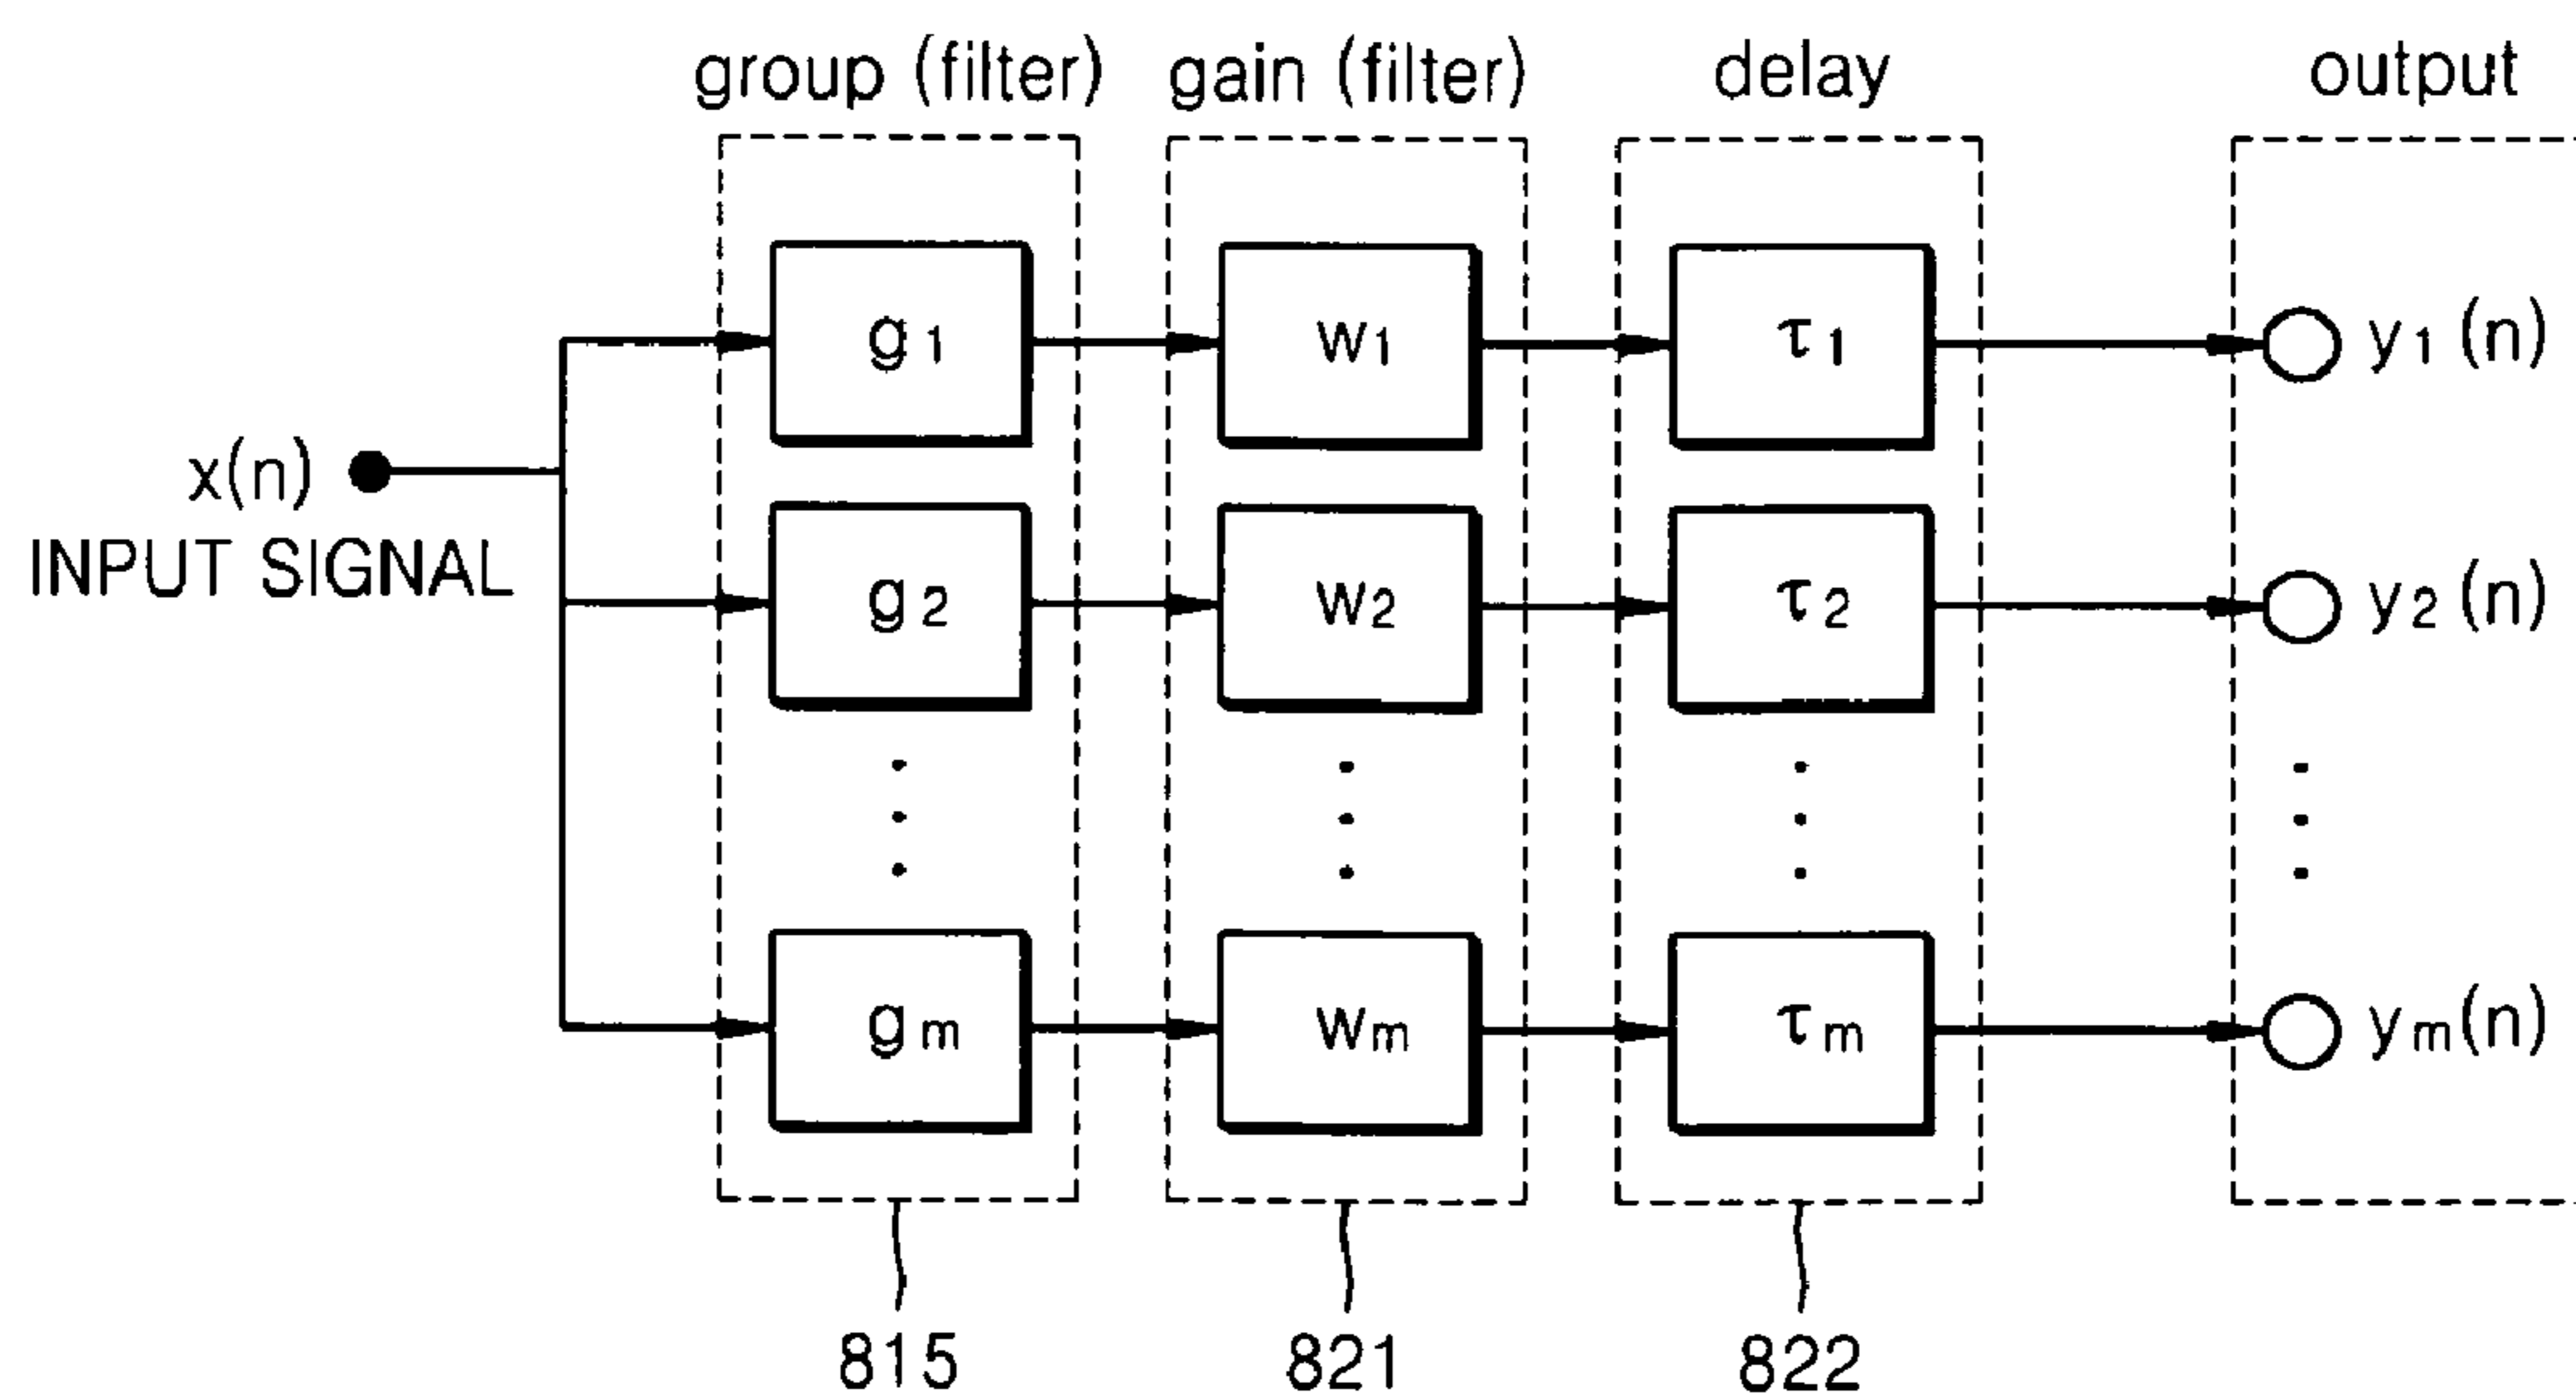 group (filter) gain (filter) delay output
g1 w1 τ1 y1 (n)
x(n)
INPUT SIGNAL
g2 w2 τ2 y2 (n)
gm wm τm ym(n)
815 821 822